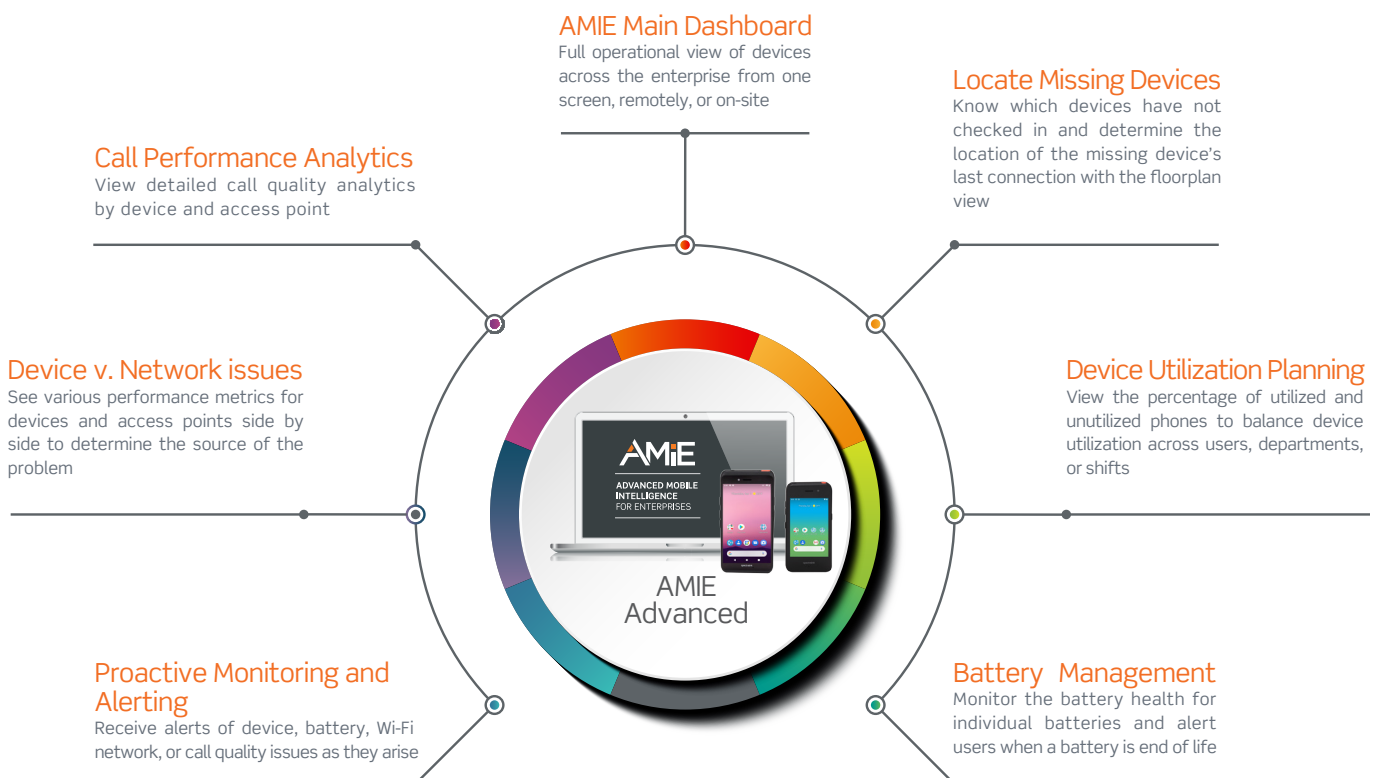 AMIE Main Dashboard
Full operational view of devices
across the enterprise from one
screen, remotely, or on-site
Locate Missing Devices
Know which devices have not
checked in and determine the
location of the missing device's
last connection with the floorplan
view
Call Performance Analytics
View detailed call quality analytics
by device and access point
Device v. Network issues
See various performance metrics for
devices and access points side by
side to determine the source of the
problem
Device Utilization Planning
View the percentage of utilized and
unutilized phones to balance device
utilization across users, departments,
or shifts
AMiE
ADVANCED MOBILE
INTELLIGENCE
FOR ENTERPRISES
AMIE
Advanced
Proactive Monitoring and
Alerting
Receive alerts of device, battery, Wi-Fi
network, or call quality issues as they arise
Battery Management
Monitor the battery health for
individual batteries and alert
users when a battery is end of life